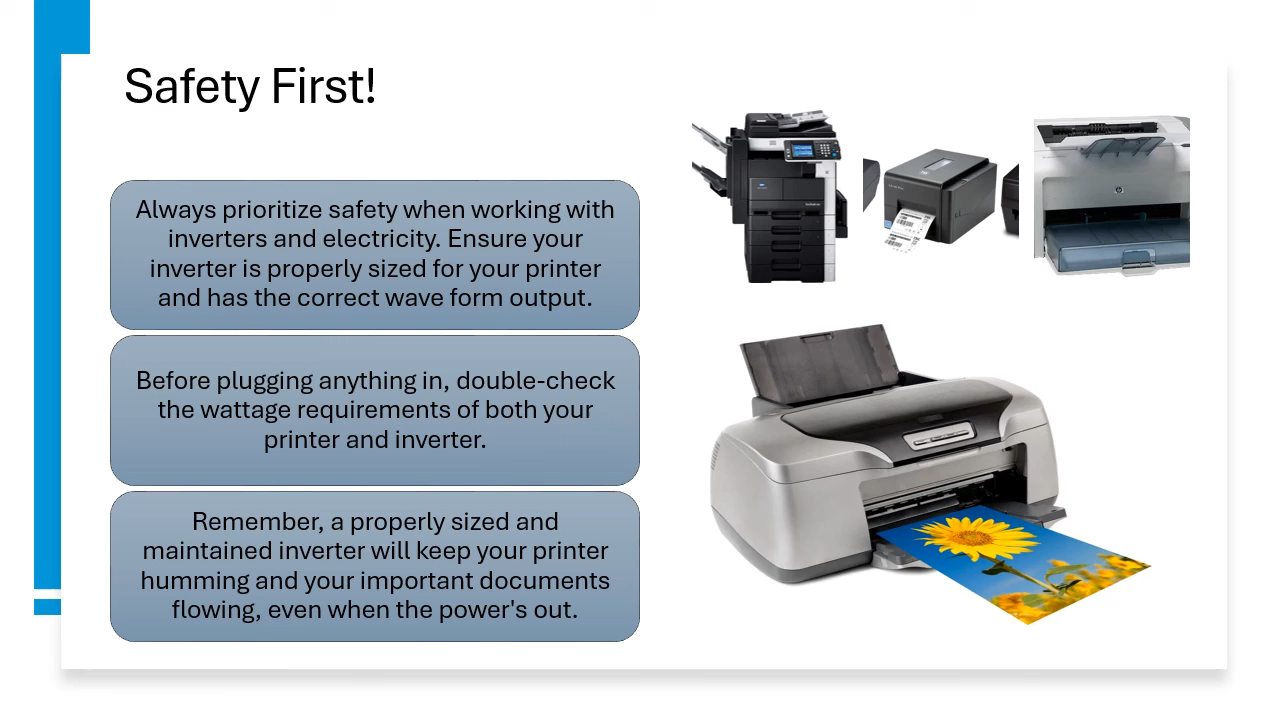 Safety First!
Always prioritize safety when working with
inverters and electricity. Ensure your
inverter is properly sized for your printer
and has the correct wave form output.
Before plugging anything in, double-check
the wattage requirements of both your
printer and inverter.
Remember, a properly sized and
maintained inverter will keep your printer
humming and your important documents
flowing, even when the power's out.
hp